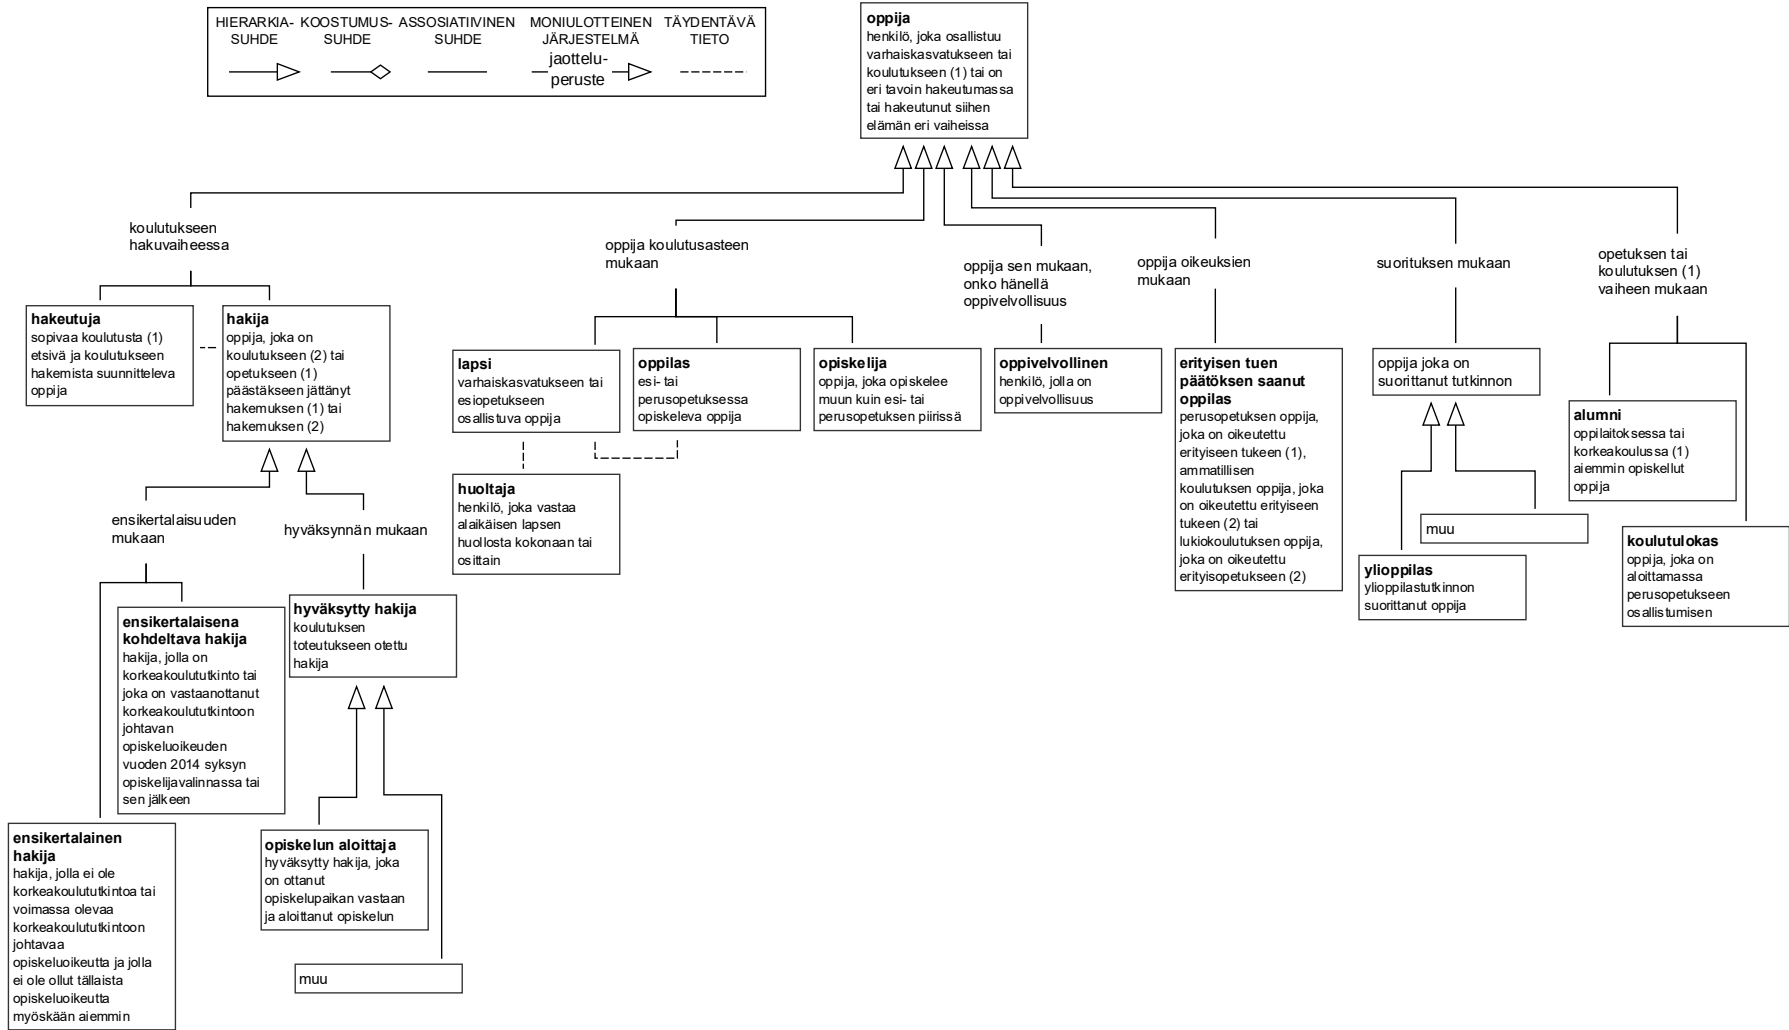 HIERARKIA-
SUHDE
KOOSTUMUS-
SUHDE
ASSOSIATIIVINEN
SUHDE
MONIULOTTEINEN
JÄRJESTELMÄ
jaottelu-
peruste
TÄYDENTÄVÄ
TIETO
oppija
henkilö, joka osallistuu
varhaiskasvatukseen tai
koulutukseen (1) tai on
eri tavoin hakeutumassa
tai hakeutunut siihen
elämän eri vaiheissa
koulutukseen
hakuvaiheessa
oppija koulutusasteen
mukaan
oppija sen mukaan,
onko hänellä
oppivelvollisuus
oppija oikeuksien
mukaan
suorituksen mukaan
opetuksen tai
koulutuksen (1)
vaiheen mukaan
hakeutuja
sopivaa koulutusta (1)
etsivä ja koulutukseen
hakemista suunnitteleva
oppija
hakija
oppija, joka on
koulutukseen (2) tai
opetukseen (1)
päästäkseen jättänyt
hakemuksen (1) tai
hakemuksen (2)
lapsi
varhaiskasvatukseen tai
esiopetukseen
osallistuva oppija
oppilas
esi- tai
perusopetuksessa
opiskeleva oppija
opiskelija
oppija, joka opiskelee
muun kuin esi- tai
perusopetuksen piirissä
oppivelvollinen
henkilö, jolla on
oppivelvollisuus
erityisen tuen
päätöksen saanut
oppilas
perusopetuksen oppija,
joka on oikeutettu
erityiseen tukeen (1),
ammatillisen
koulutuksen oppija, joka
on oikeutettu erityiseen
tukeen (2) tai
lukiokoulutuksen oppija,
joka on oikeutettu
erityisopetukseen (2)
oppija joka on
suorittanut tutkinnon
alumni
oppilaitoksessa tai
korkeakoulussa (1)
aiemmin opiskellut
oppija
huoltaja
henkilö, joka vastaa
alaikäisen lapsen
huollosta kokonaan tai
osittain
ensikertalaisuuden
mukaan
hyväksynnän mukaan
muu
ylioppilas
ylioppilastutkinnon
suorittanut oppija
koulutulokas
oppija, joka on
aloittamassa
perusopetukseen
osallistumisen
ensikertalaisena
kohdeltava hakija
hakija, jolla on
korkeakoulututkinto tai
joka on vastaanottanut
korkeakoulututkintoon
johtavan
opiskeluoikeuden
vuoden 2014 syksyn
opiskelijavalinnassa tai
sen jälkeen
hyväksytty hakija
koulutuksen
toteutukseen otettu
hakija
ensikertalainen
hakija
hakija, jolla ei ole
korkeakoulututkintoa tai
voimassa olevaa
korkeakoulututkintoon
johtavaa
opiskeluoikeutta ja jolla
ei ole ollut tällaista
opiskeluoikeutta
myöskään aiemmin
opiskelun aloittaja
hyväksytty hakija, joka
on ottanut
opiskelupaikan vastaan
ja aloittanut opiskelun
muu